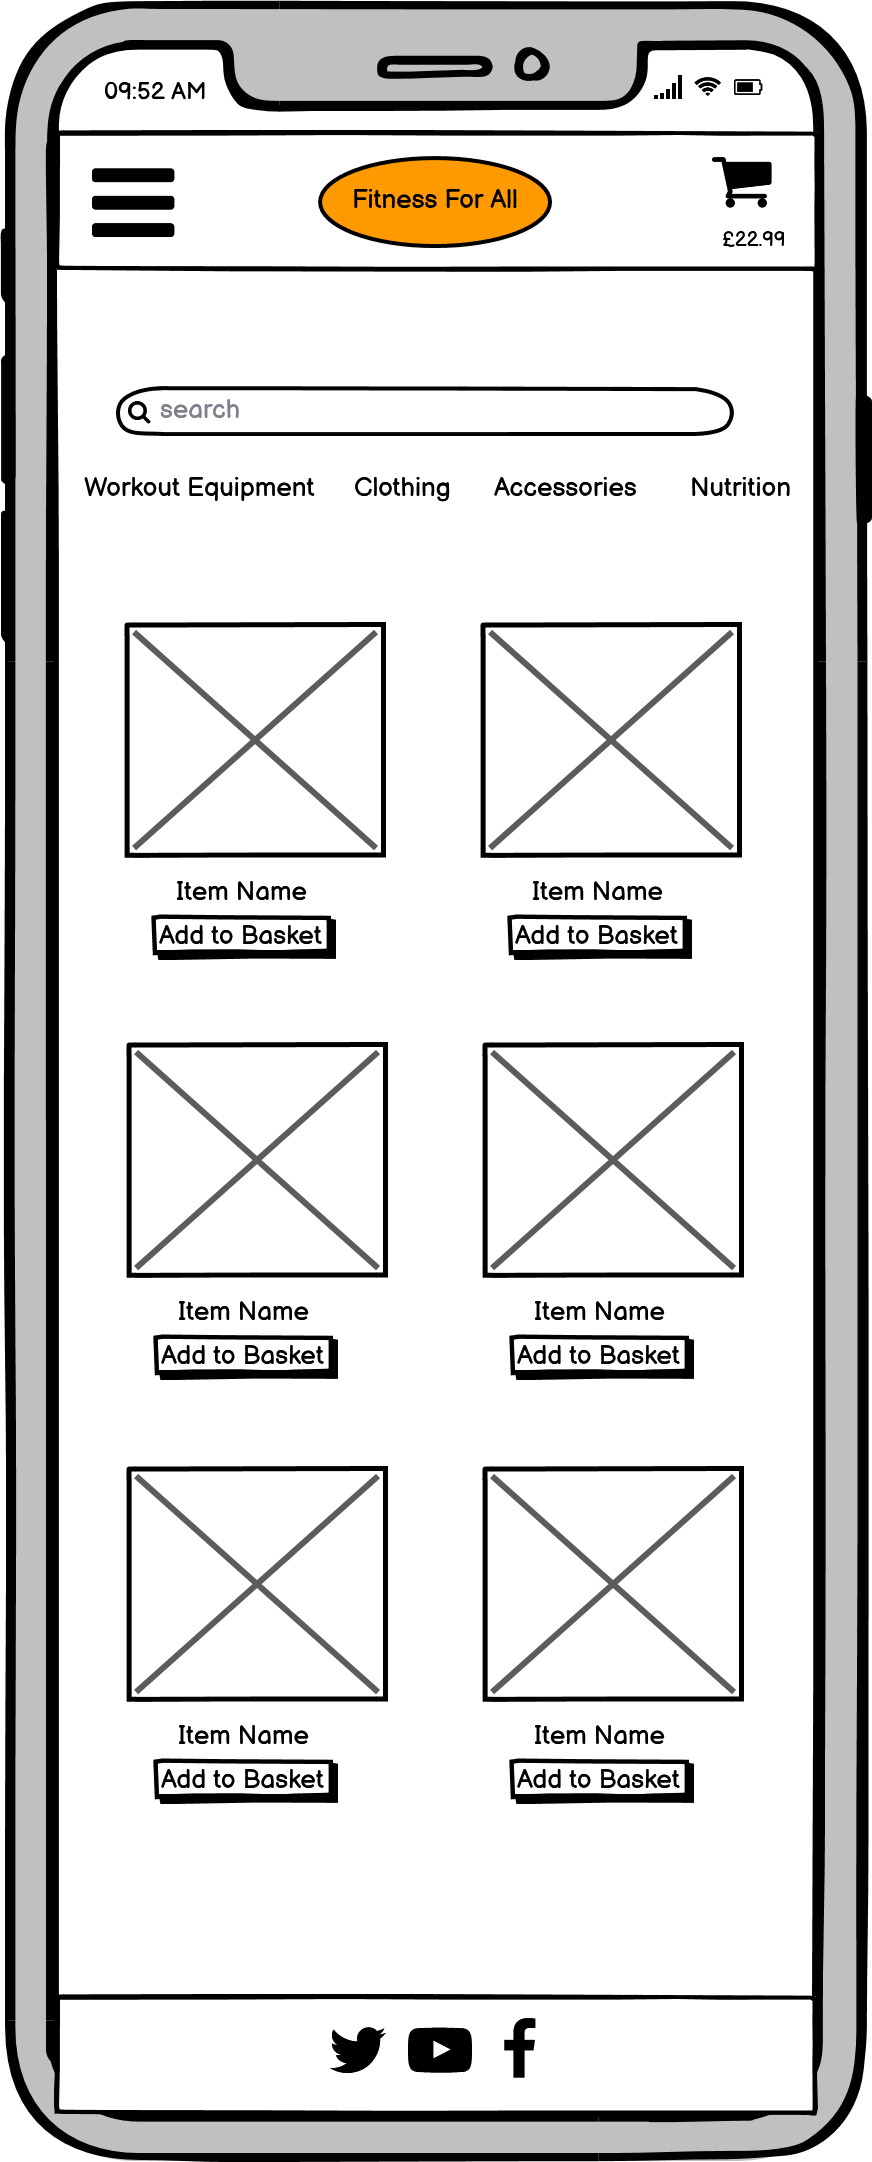 09:52 AM
Fitness For All
£22.99
search
Workout Equipment Clothing Accessories Nutrition
Item Name Item Name
Add to Basket Add to Basket
Item Name Item Name
Add to Basket Add to Basket
Item Name Item Name
Add to Basket Add to Basket